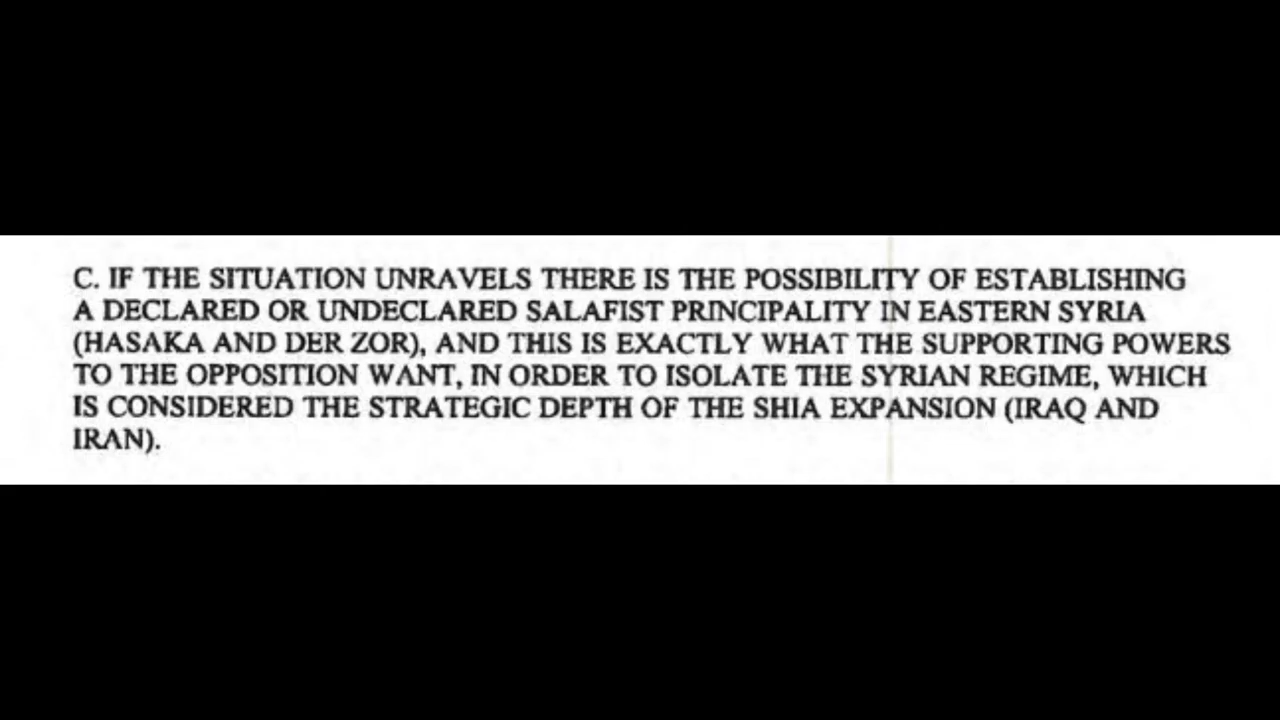 C. IF THE SITUATION UNRAVELS THERE IS THE POSSIBILITY OF ESTABLISHING
A DECLARED OR UNDECLARED SALAFIST PRINCIPALITY IN EASTERN SYRIA
(HASAKA AND DER ZOR), AND THIS IS EXACTLY WHAT THE SUPPORTING POWERS
TO THE OPPOSITION WANT, IN ORDER TO ISOLATE THE SYRIAN REGIME, WHICH
IS CONSIDERED THE STRATEGIC DEPTH OF THE SHIA EXPANSION (IRAQ AND
IRAN).